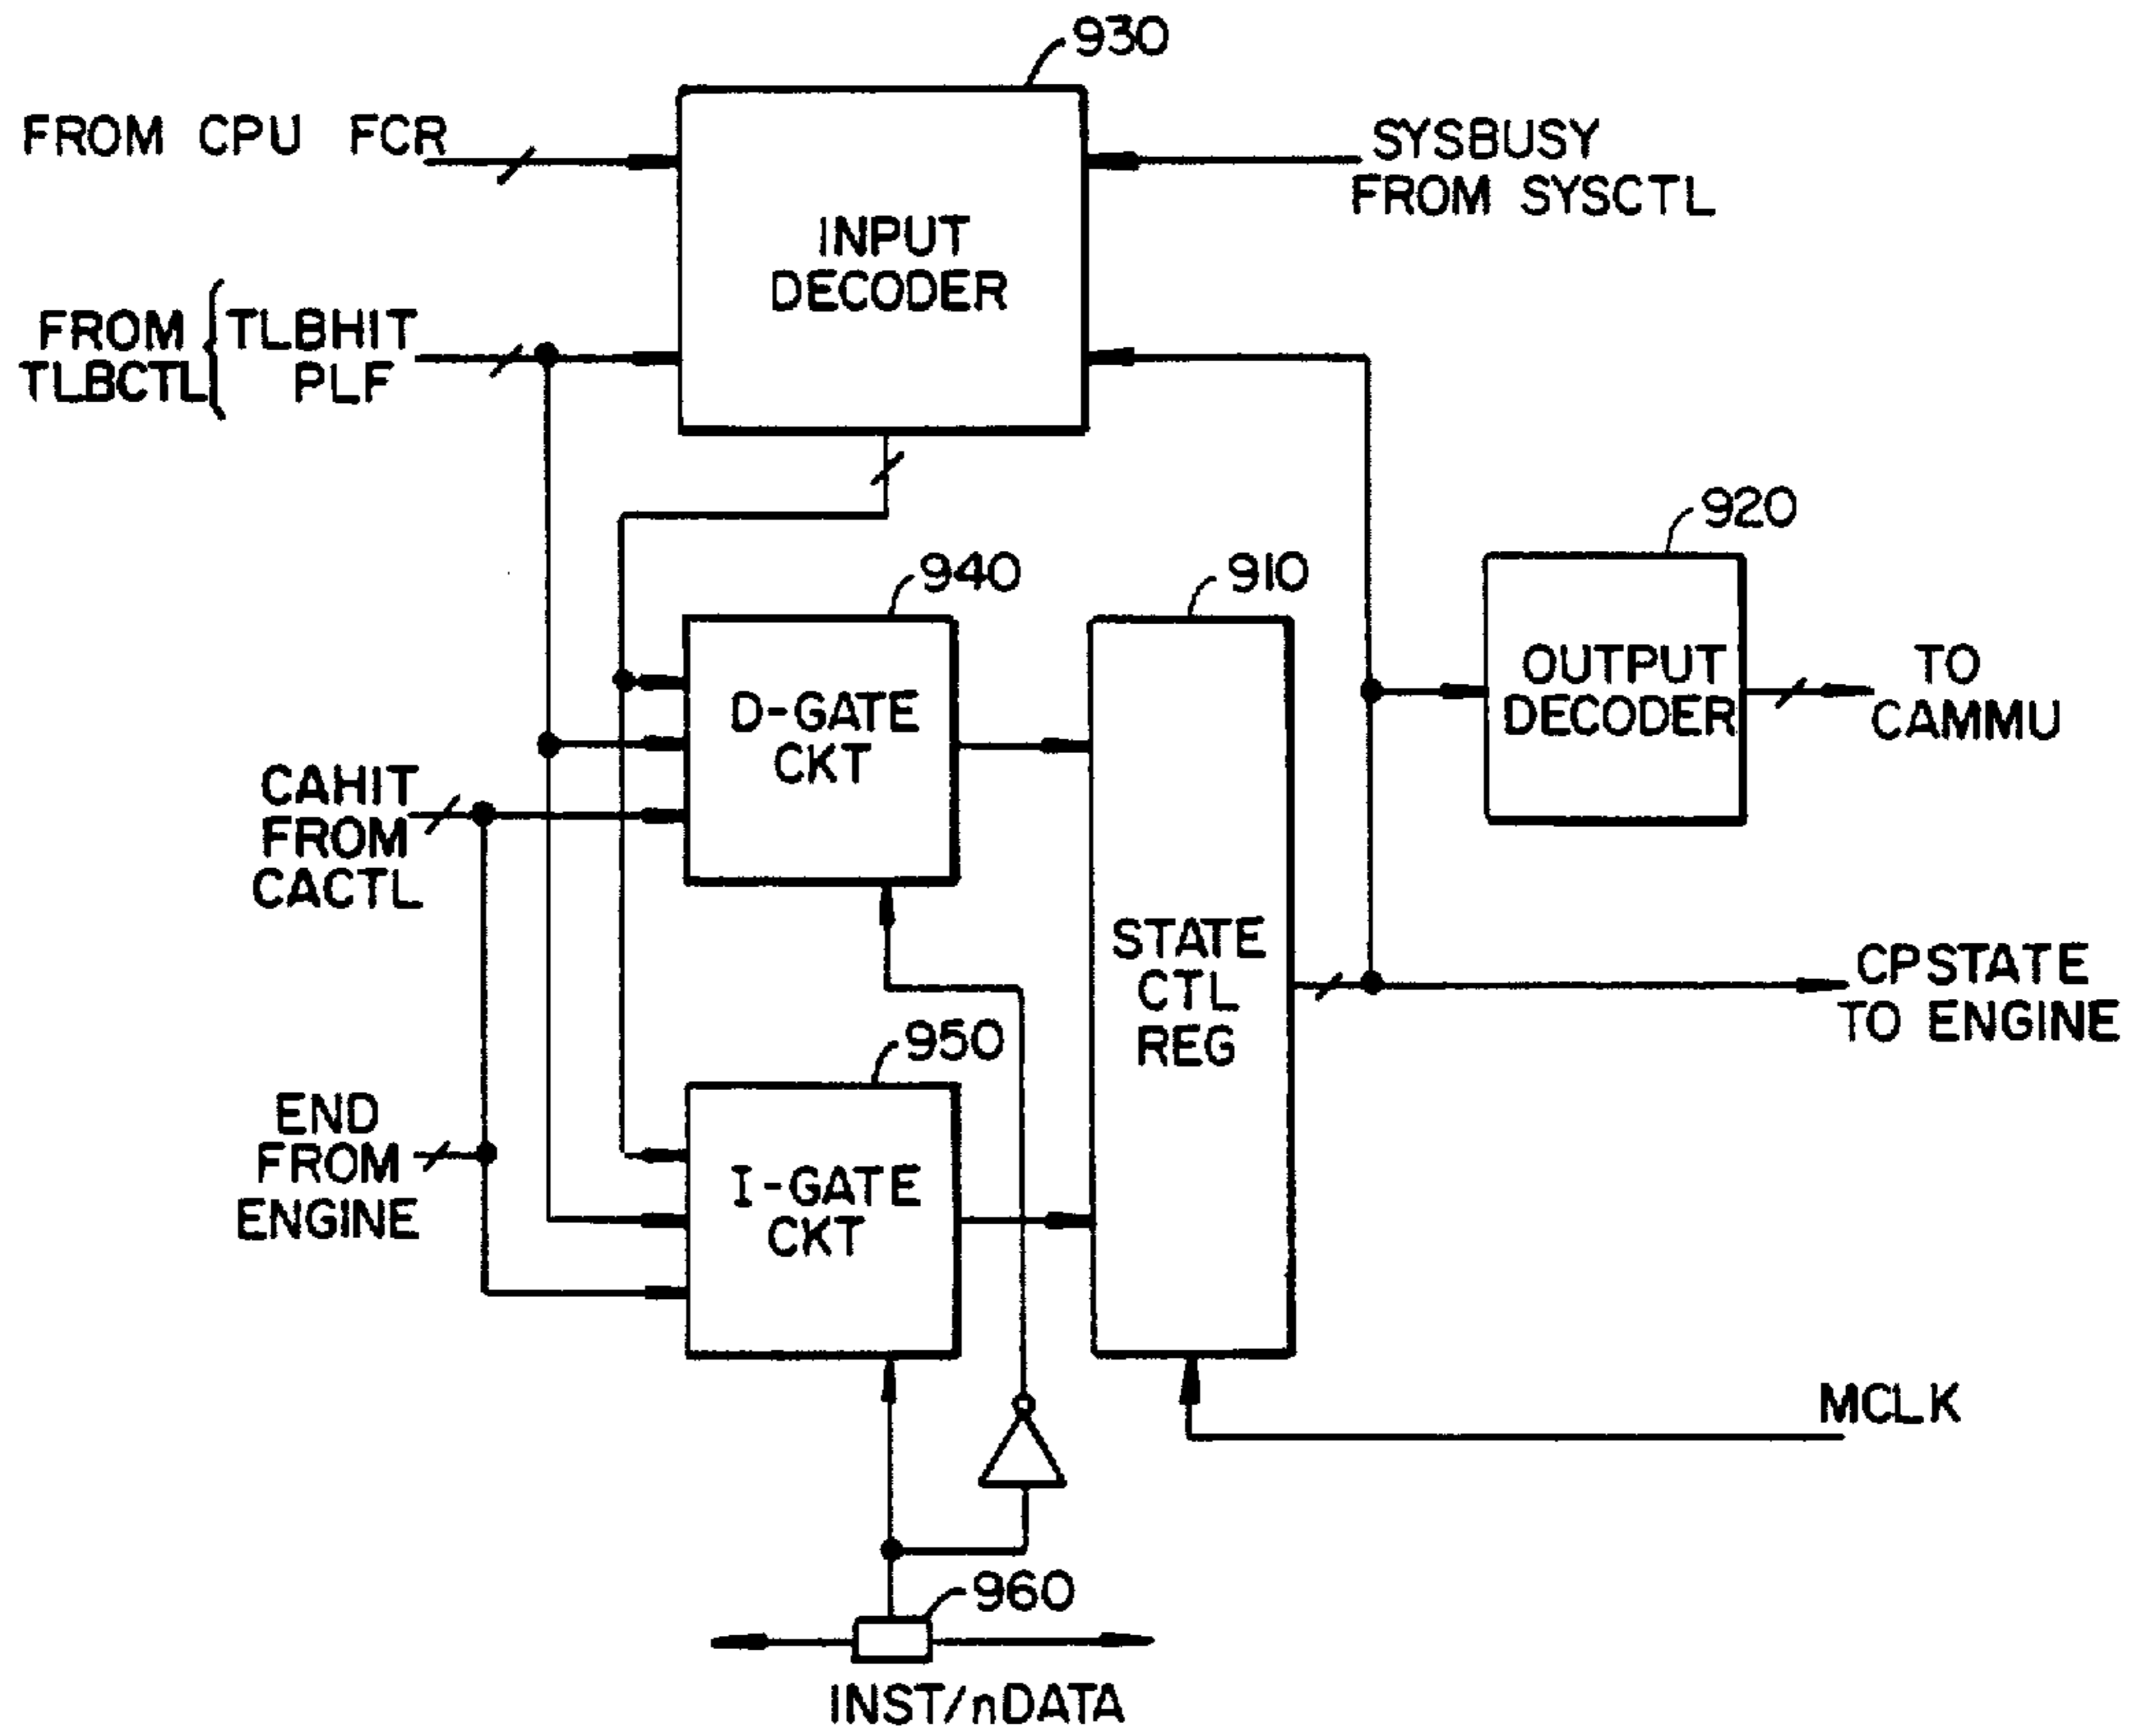 930
FROM CPU FCR
SYSBUSY
FROM SYSCTL
INPUT
DECODER
FROM
TLBCTL
TLBHIT
PLF
920
940
910
OUTPUT
DECODER
TO
CAMMU
D-GATE
CKT
CAHIT
FROM
CACTL
STATE
CTL
REG
CPSTATE
TO ENGINE
950
END
FROM
ENGINE
I-GATE
CKT
MCLK
960
INST/nDATA